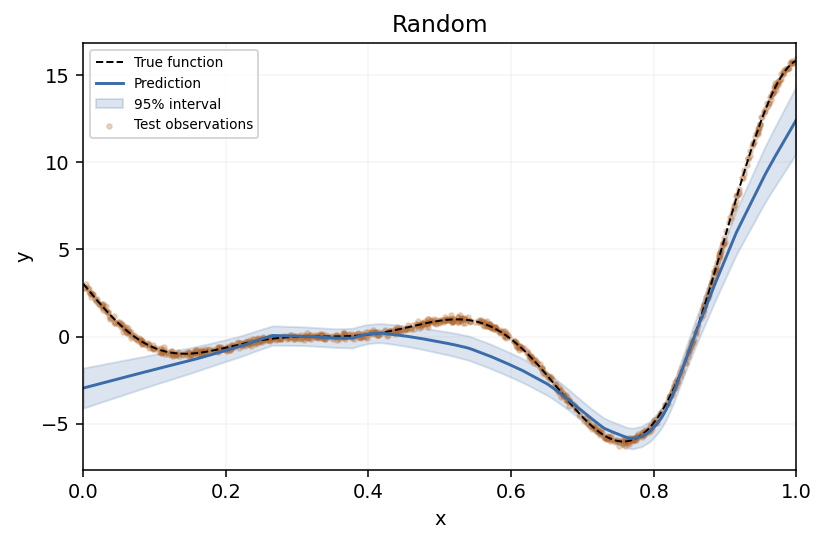 Random
True function
Prediction
95% interval
Test observations
15
10
5
0
−5
y
0.0 0.2 0.4 0.6 0.8 1.0
x